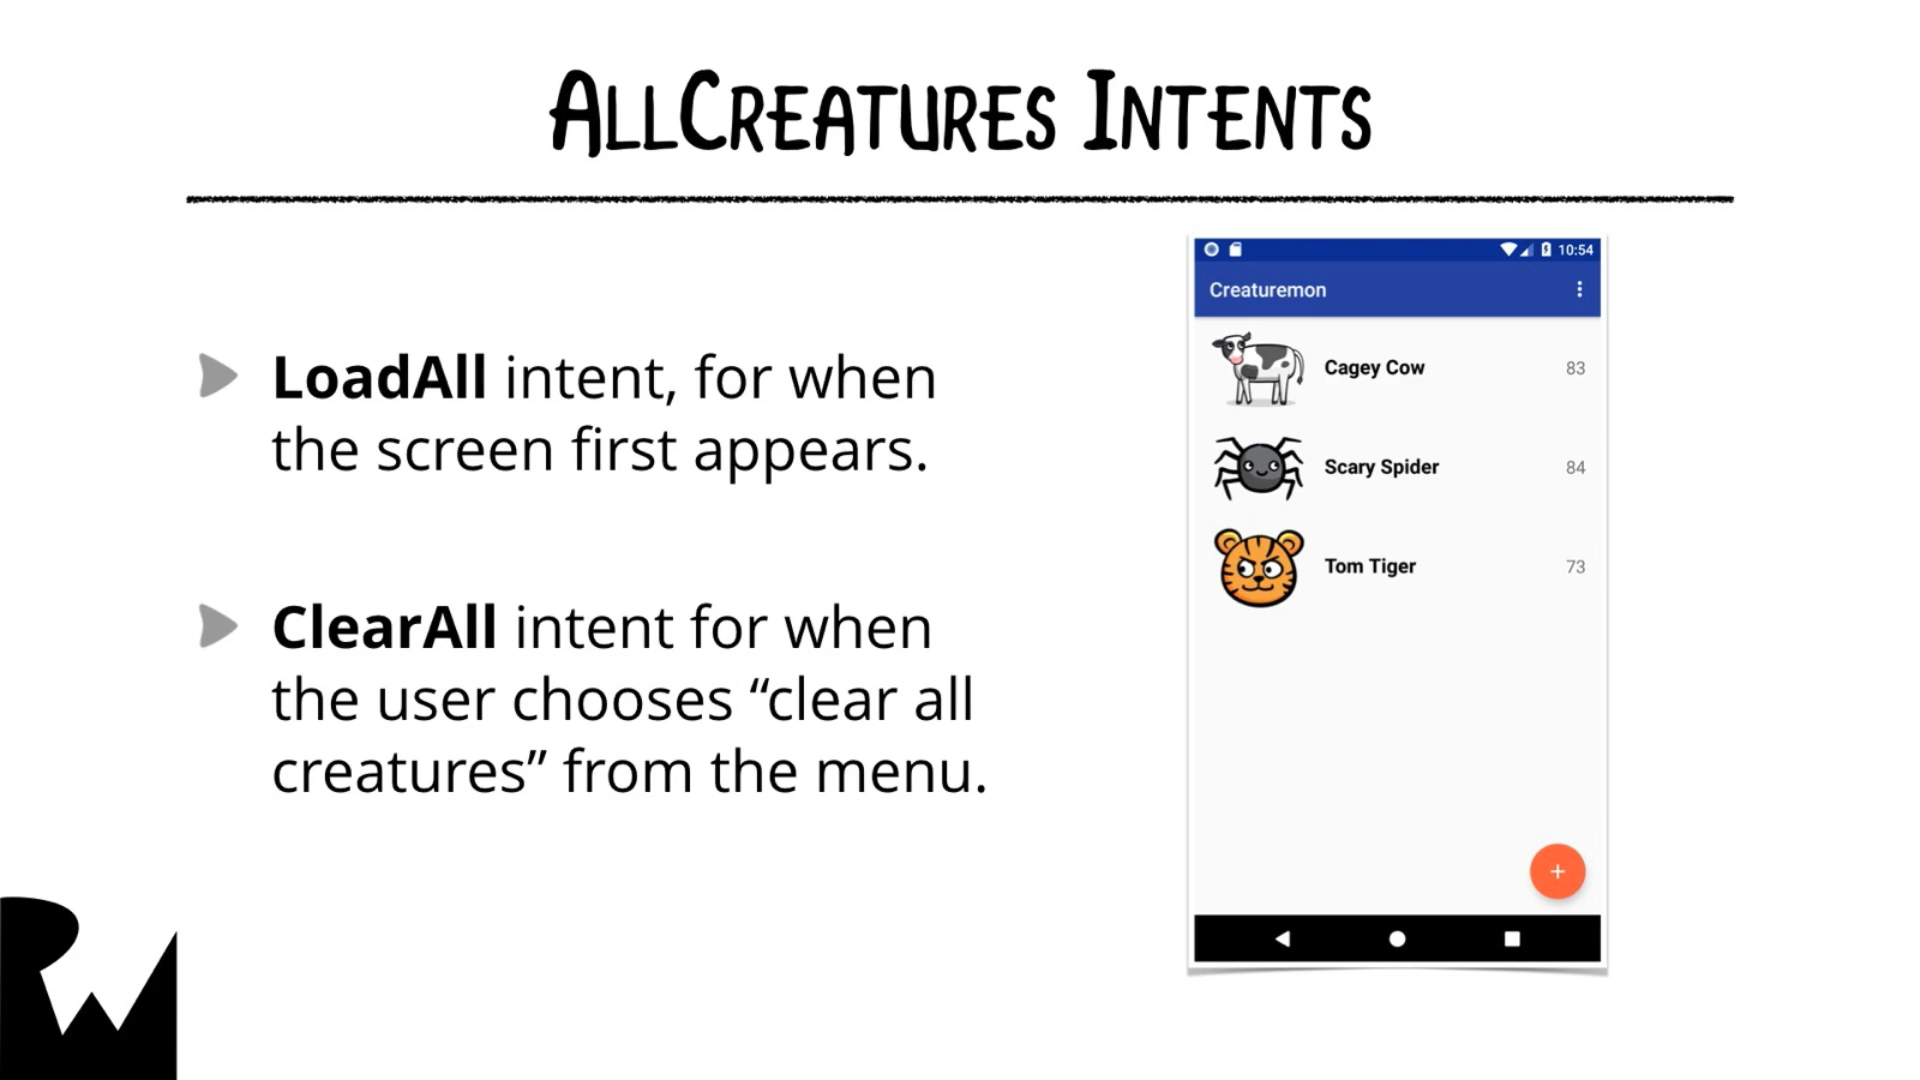 AllCreatures Intents
LoadAll intent, for when
the screen first appears.
ClearAll intent for when
the user chooses “clear all
creatures” from the menu.
10:54
Creaturemon
Cagey Cow 83
Scary Spider 84
Tom Tiger 73
+
RW